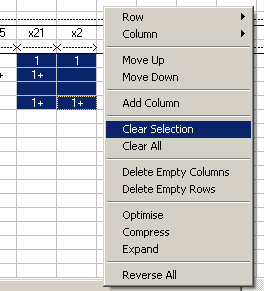 5 x21 x2
1 1
+ 1+
1+ 1+
Row
Column
Move Up
Move Down
Add Column
Clear Selection
Clear All
Delete Empty Columns
Delete Empty Rows
Optimise
Compress
Expand
Reverse All